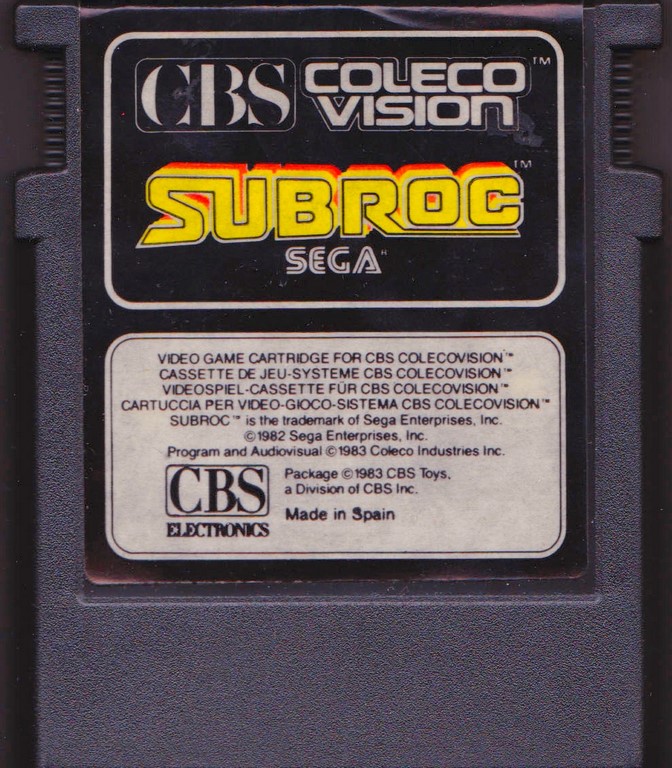 CBS COLECO VISION™
SUBROC™
SEGA
VIDEO GAME CARTRIDGE FOR CBS COLECOVISION™
CASSETTE DE JEU-SYSTEME CBS COLECOVISION™
VIDEOSPIEL-CASSETTE FÜR CBS COLECOVISION™
CARTUCCIA PER VIDEO-GIOCO-SISTEMA CBS COLECOVISION™
SUBROC™ is the trademark of Sega Enterprises, Inc.
©1982 Sega Enterprises, Inc.
Program and Audiovisual ©1983 Coleco Industries Inc.
CBS
ELECTRONICS
Package ©1983 CBS Toys,
a Division of CBS Inc.
Made in Spain